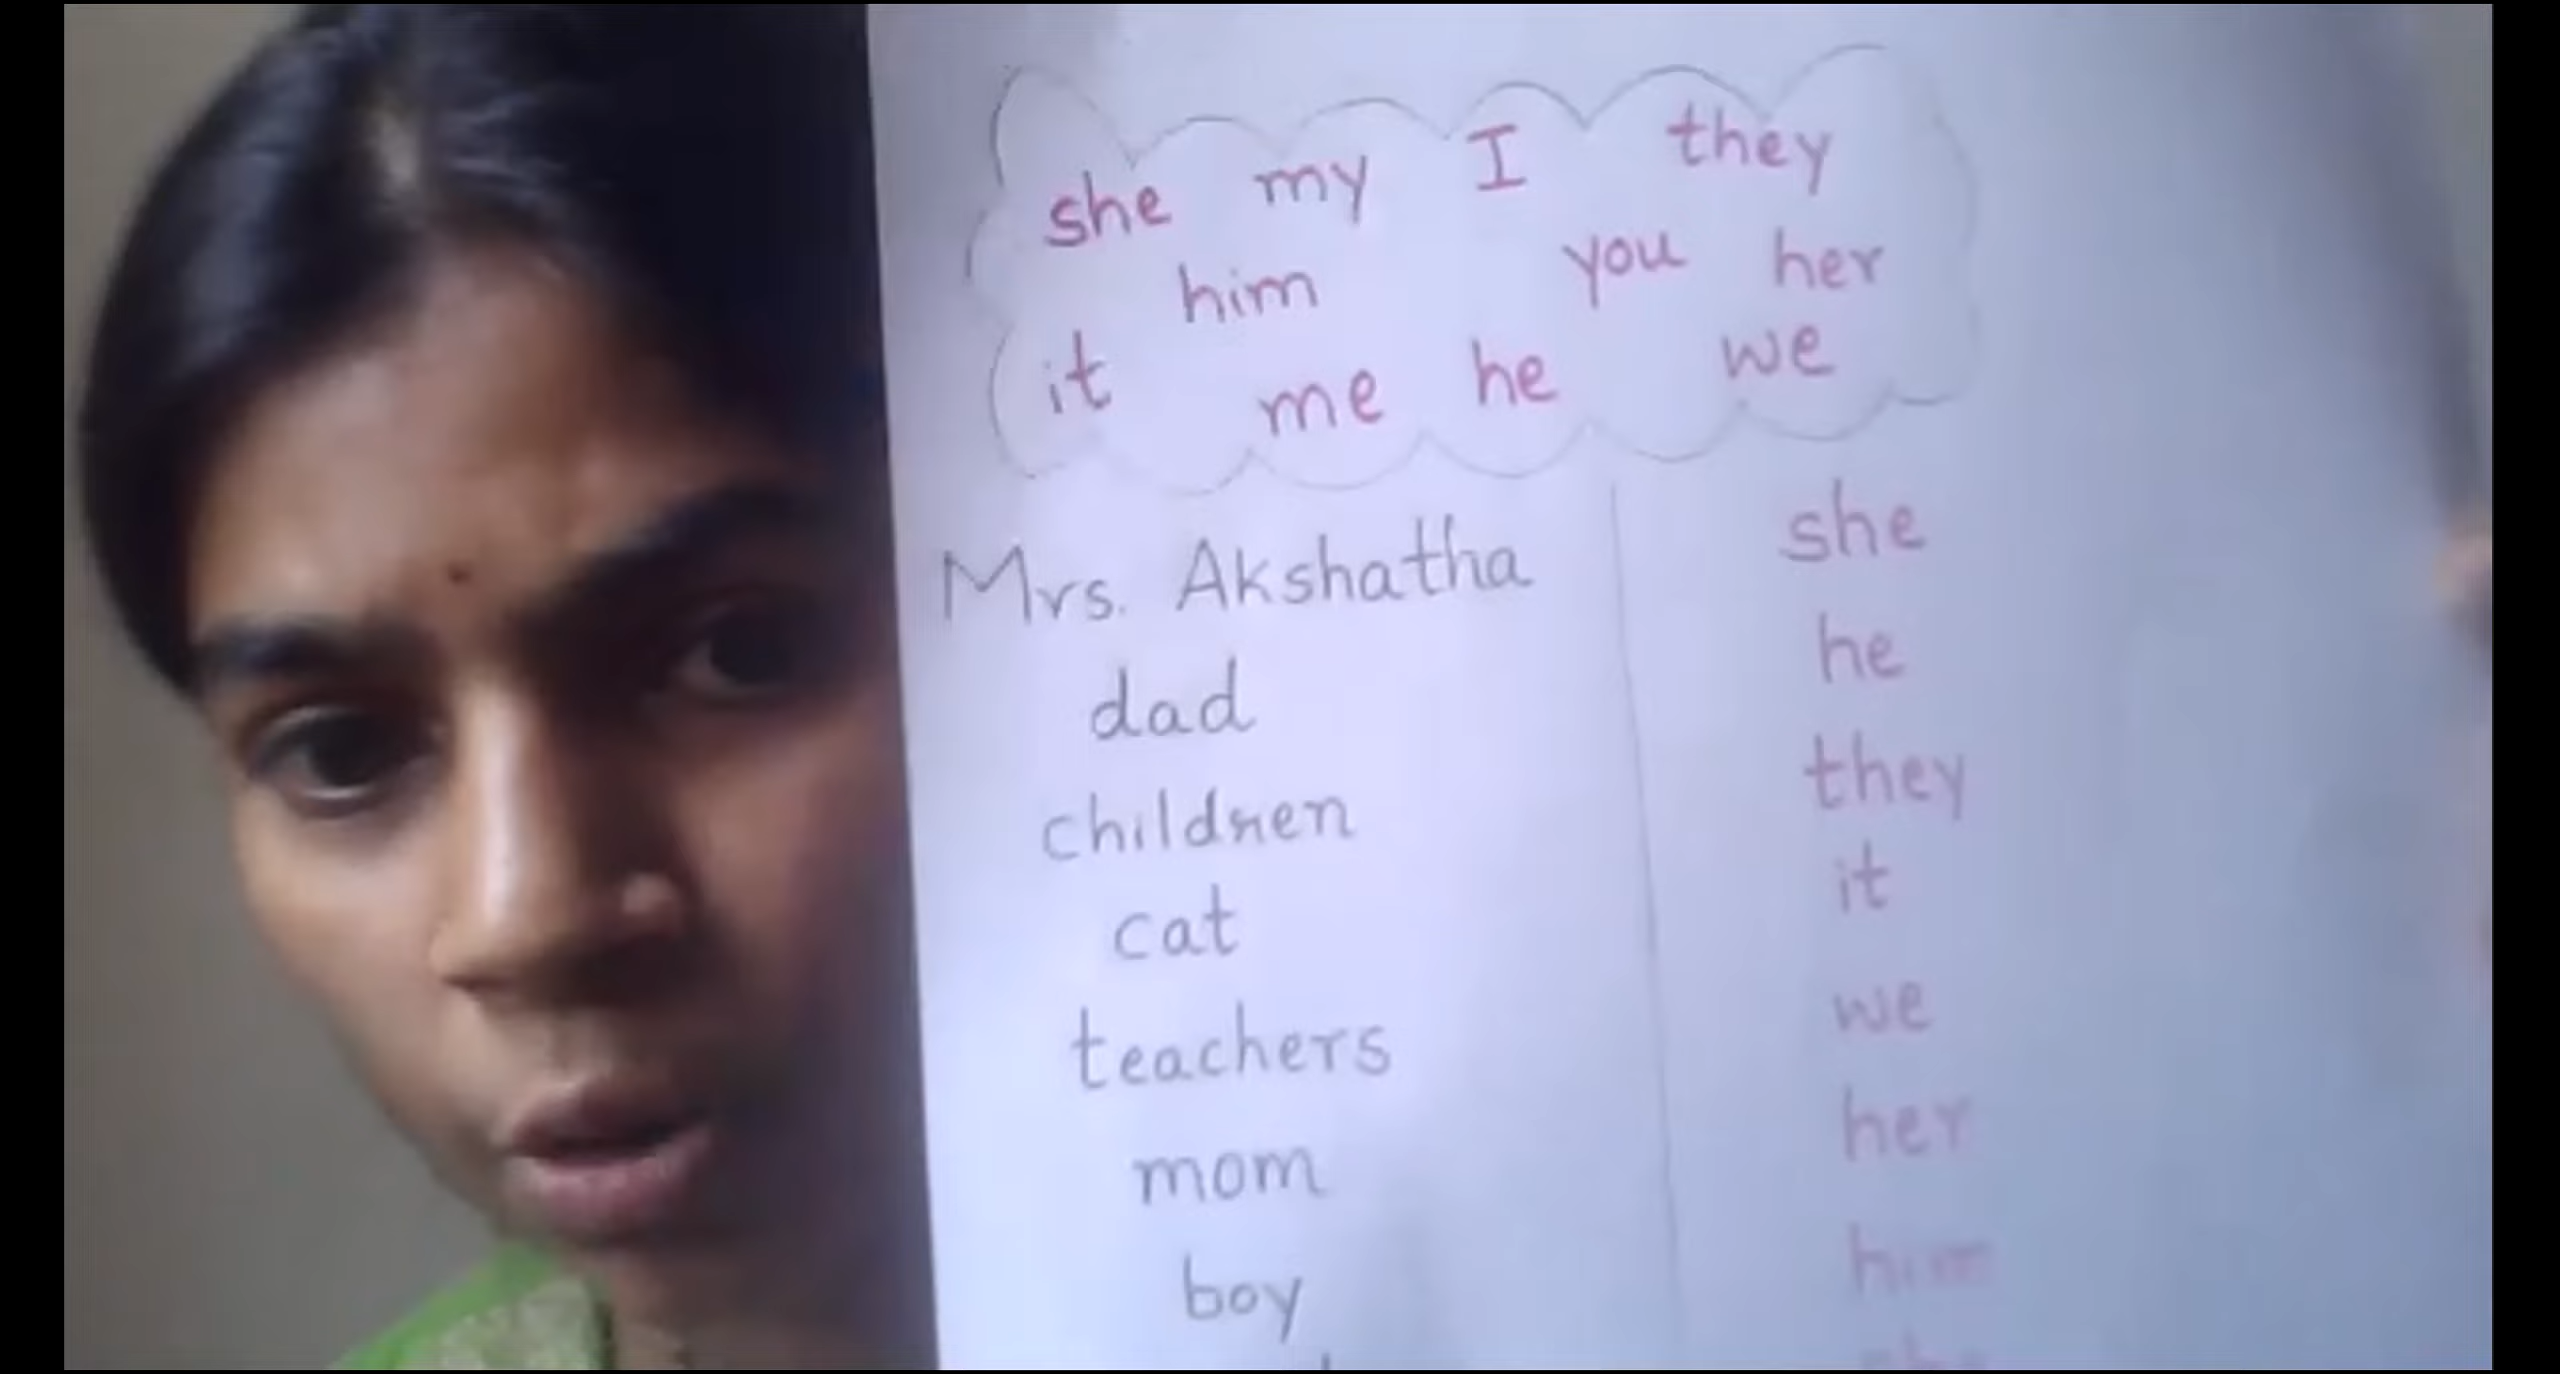 she my I they
him you her
it me he we
Mrs. Akshatha she
dad he
children they
cat it
teachers we
mom her
boy him